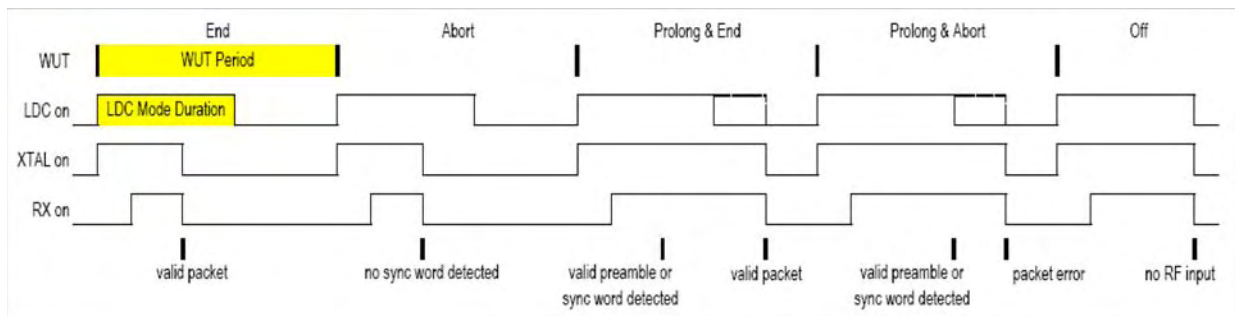 End Abort Prolong & End Prolong & Abort Off
WUT WUT Period
LDC on LDC Mode Duration
XTAL on
RX on
valid packet no sync word detected valid preamble or valid packet valid preamble or packet error no RF input
sync word detected sync word detected